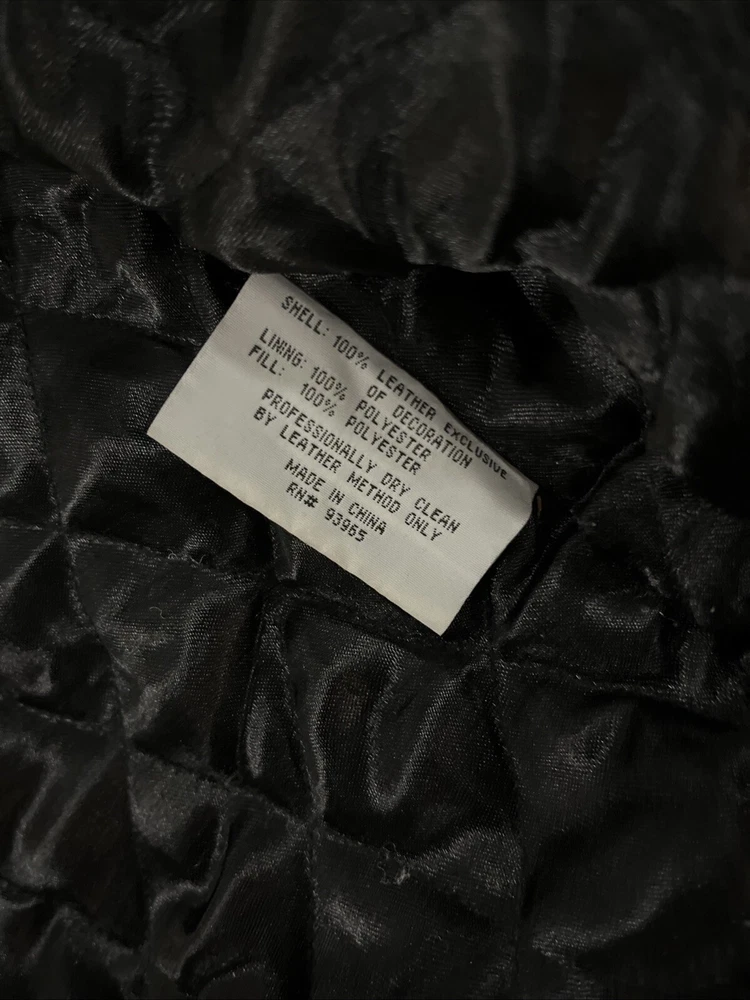 SHELL: 100% LEATHER EXCLUSIVE
OF DECORATION
LINING: 100% POLYESTER
FILL: 100% POLYESTER
PROFESSIONALLY DRY CLEAN
BY LEATHER METHOD ONLY
MADE IN CHINA
RN# 93965